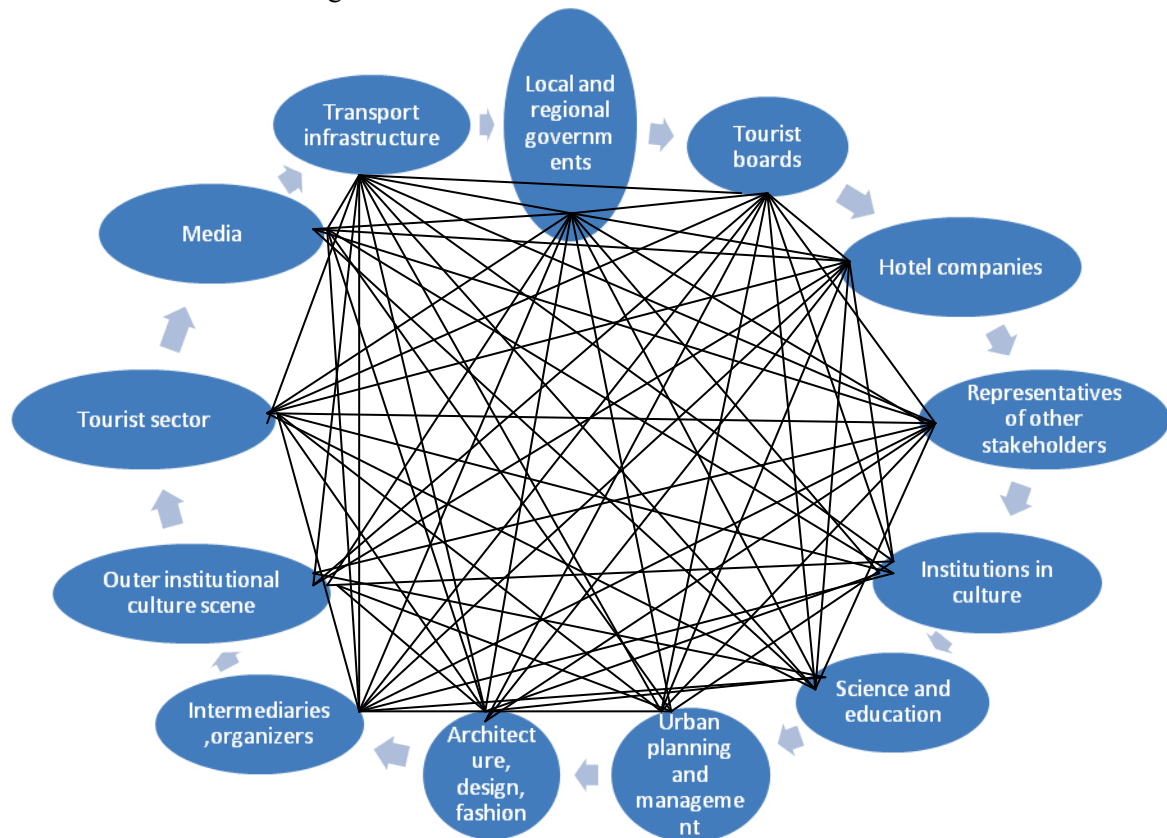 Transport
infrastructure
Local and
regional
governm
ents
Tourist
boards
Media
Hotel companies
Tourist sector
Representatives
of other
stakeholders
Outer institutional
culture scene
Institutions in
culture
Intermediaries
,organizers
Architect
ure,
design,
fashion
Urban
planning
and
manageme
nt
Science and
education